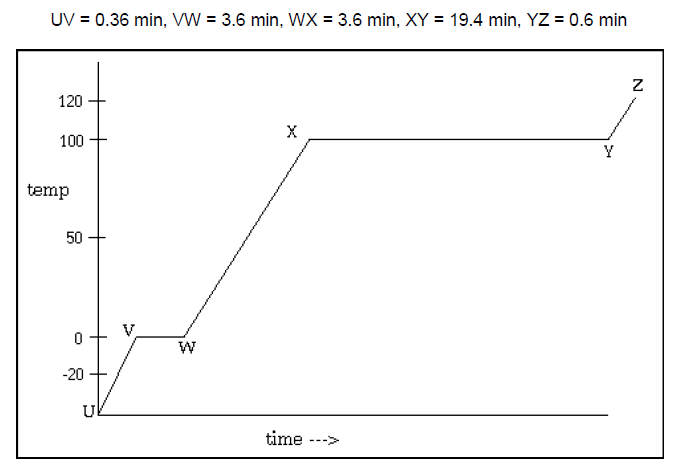 UV = 0.36 min, VW = 3.6 min, WX = 3.6 min, XY = 19.4 min, YZ = 0.6 min
Z
120
X
100
Y
temp
50
V
0
W
-20
U
time --->